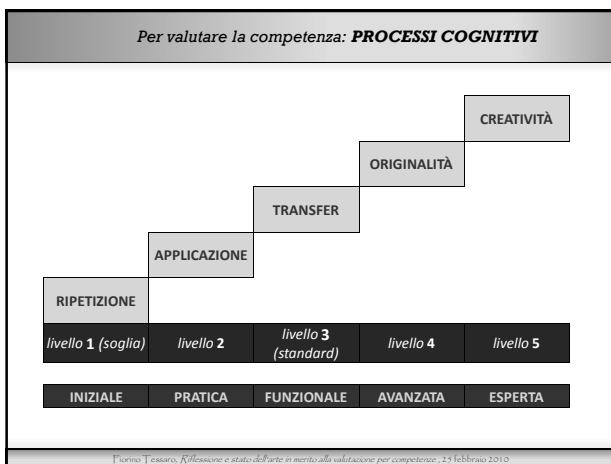 Per valutare la competenza: PROCESSI COGNITIVI
CREATIVITÀ
ORIGINALITÀ
TRANSFER
APPLICAZIONE
RIPETIZIONE
livello 1 (soglia) livello 2 livello 3 (standard) livello 4 livello 5
INIZIALE PRATICA FUNZIONALE AVANZATA ESPERTA
Fiorino Tessaro, Riflessione e stato dell'arte in merito alla valutazione per competenze, 25 febbraio 2010